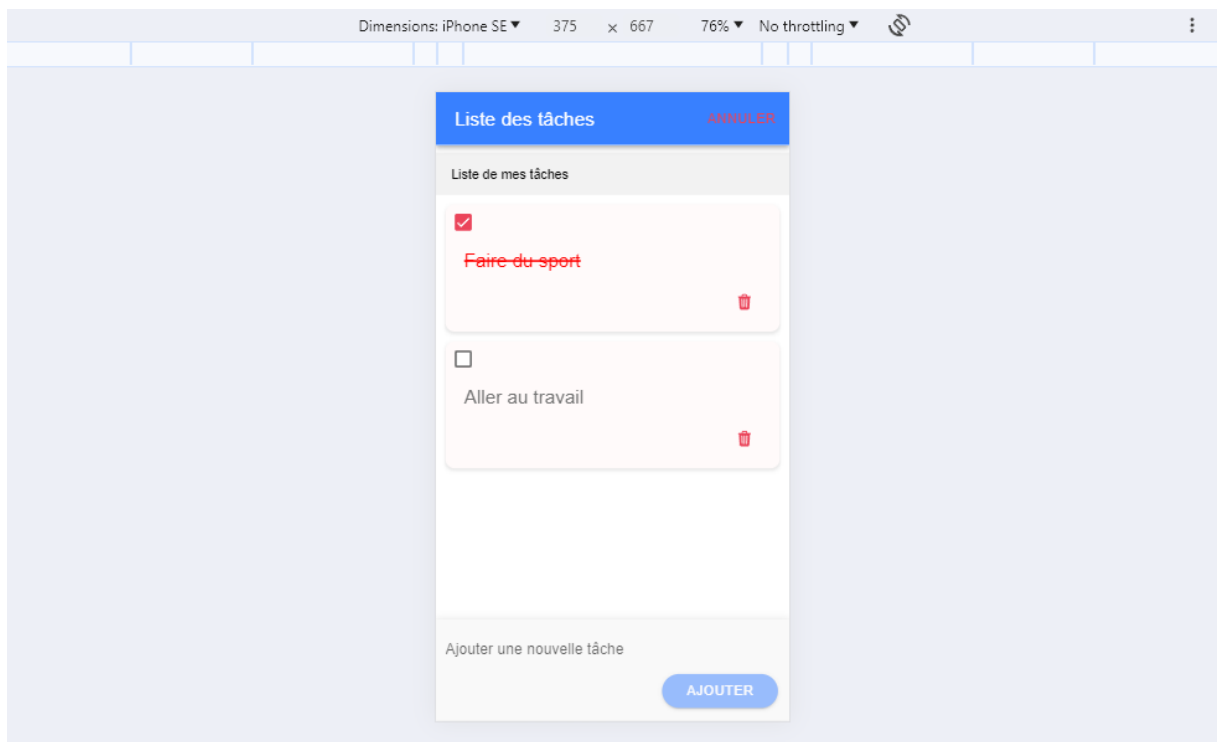 Dimensions: iPhone SE ▼ 375 × 667 76% ▼ No throttling ▼
Liste des tâches ANNULER
Liste de mes tâches
Faire du sport
Aller au travail
Ajouter une nouvelle tâche
AJOUTER